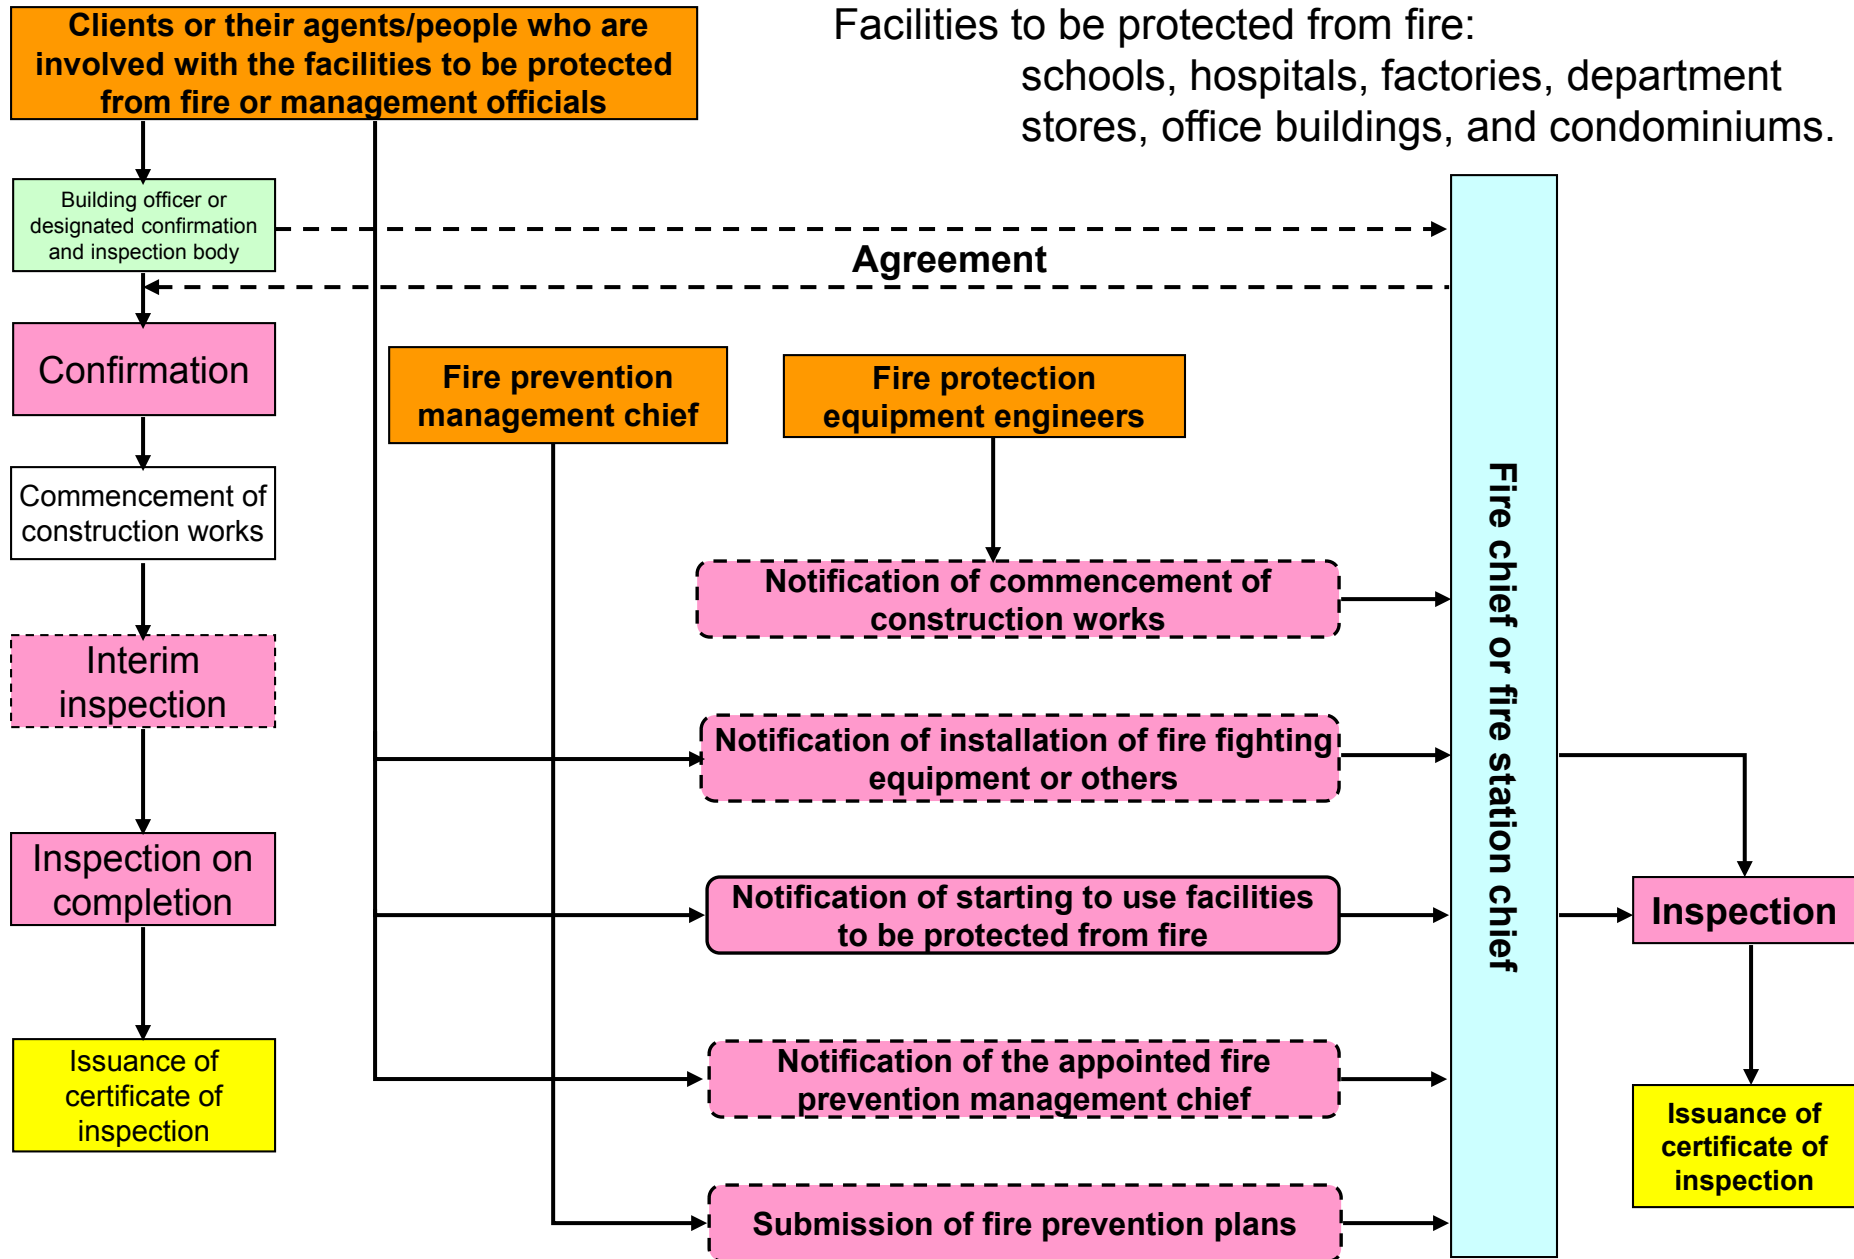 Clients or their agents/people who are
involved with the facilities to be protected
from fire or management officials
Facilities to be protected from fire:
schools, hospitals, factories, department
stores, office buildings, and condominiums.
Building officer or
designated confirmation
and inspection body
Agreement
Confirmation
Fire prevention
management chief
Fire protection
equipment engineers
Commencement of
construction works
Notification of commencement of
construction works
Interim
inspection
Notification of installation of fire fighting
equipment or others
Inspection on
completion
Notification of starting to use facilities
to be protected from fire
Issuance of
certificate of
inspection
Notification of the appointed fire
prevention management chief
Submission of fire prevention plans
Fire chief or fire station chief
Inspection
Issuance of
certificate of
inspection